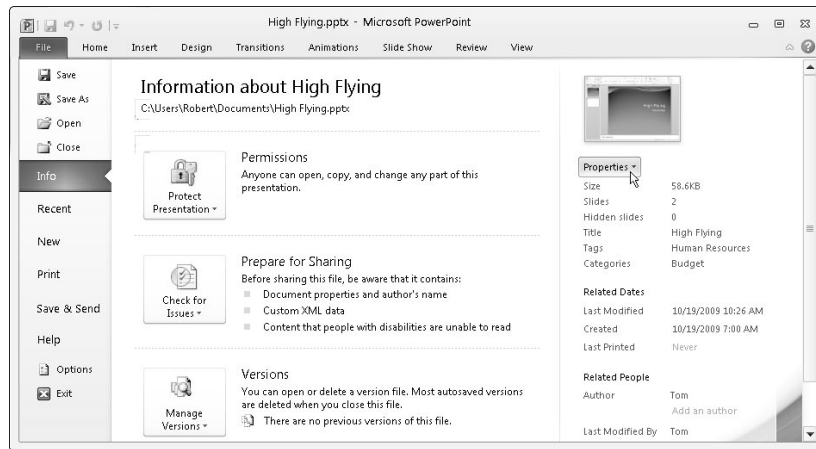 High Flying.pptx - Microsoft PowerPoint
File Home Insert Design Transitions Animations Slide Show Review View
Save
Save As
Open
Close
Info
Recent
New
Print
Save & Send
Help
Options
Exit
Information about High Flying
C:\Users\Robert\Documents\High Flying.pptx
Protect
Presentation
Permissions
Anyone can open, copy, and change any part of this
presentation.
Check for
Issues
Prepare for Sharing
Before sharing this file, be aware that it contains:
Document properties and author's name
Custom XML data
Content that people with disabilities are unable to read
Manage
Versions
Versions
You can open or delete a version file. Most autosaved versions
are deleted when you close this file.
There are no previous versions of this file.
High Flying
Properties
Size 58.6KB
Slides 2
Hidden slides 0
Title High Flying
Tags Human Resources
Categories Budget
Related Dates
Last Modified 10/19/2009 10:26 AM
Created 10/19/2009 7:00 AM
Last Printed Never
Related People
Author Tom
Add an author
Last Modified By Tom